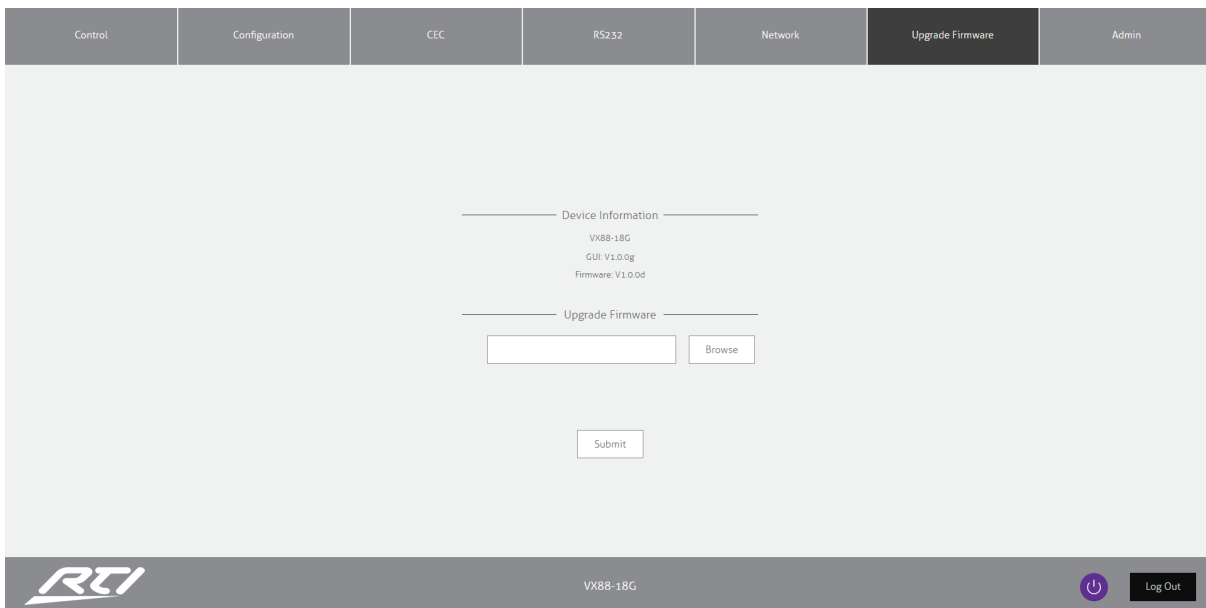 Control
Configuration
CEC
RS232
Network
Upgrade Firmware
Admin
Device Information
VX88-18G
GUI: V1.0.0g
Firmware: V1.0.0d
Upgrade Firmware
Browse
Submit
RTI
VX88-18G
Log Out